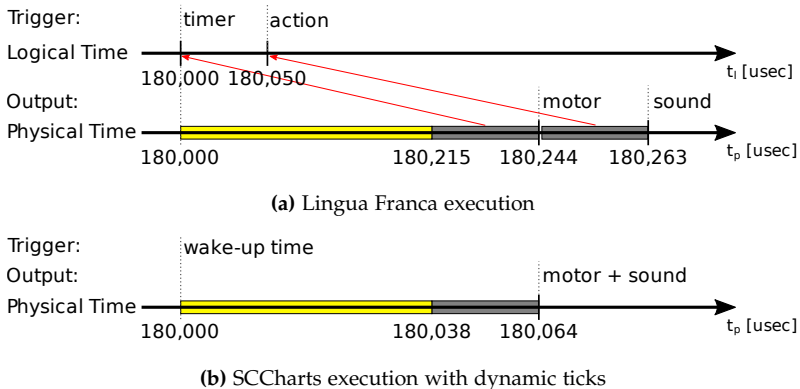 Trigger: timer action
Logical Time
180,000 180,050 t_l [usec]
Output: motor sound
Physical Time
180,000 180,215 180,244 180,263 t_p [usec]
(a) Lingua Franca execution
Trigger: wake-up time
Output: motor + sound
Physical Time
180,000 180,038 180,064 t_p [usec]
(b) SCCharts execution with dynamic ticks